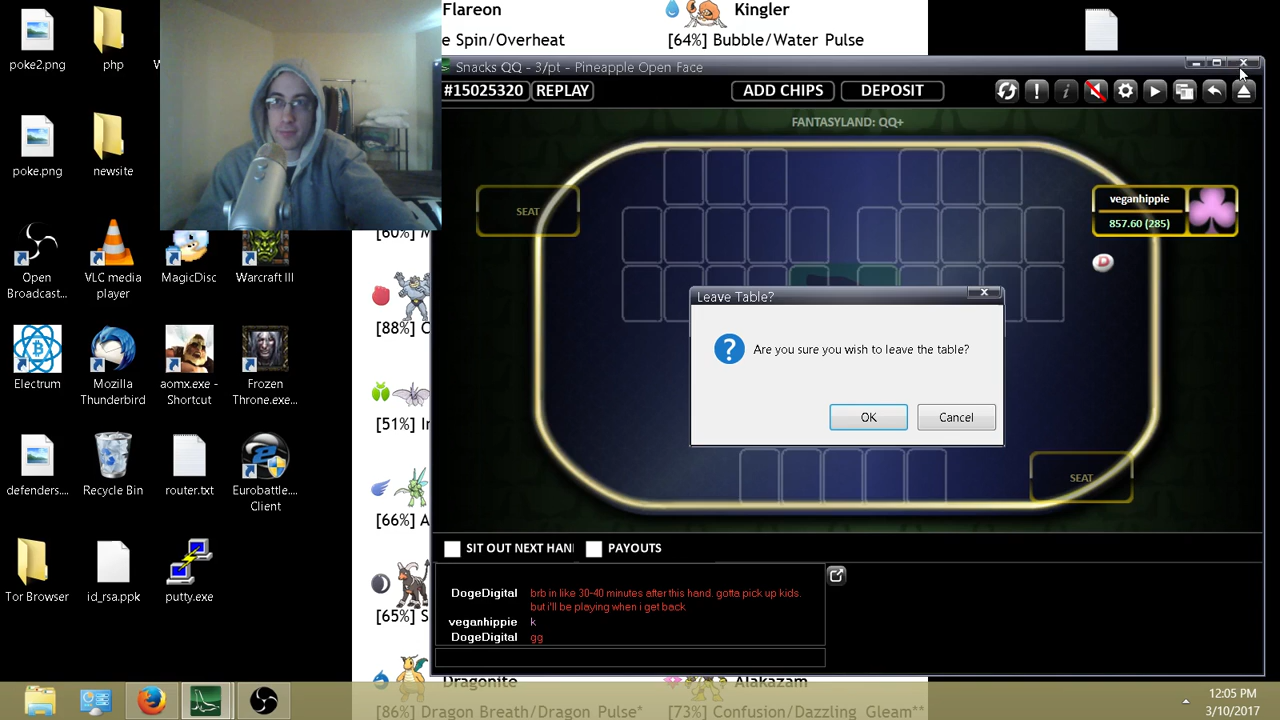 Flareon
Kingler
e Spin/Overheat
[64%] Bubble/Water Pulse
poke2.png
php
poke.png
newsite
Open
Broadcast...
VLC media
player
MagicDisc
Warcraft III
Electrum
Mozilla
Thunderbird
aomx.exe -
Shortcut
Frozen
Throne.exe...
defenders....
Recycle Bin
router.txt
Eurobattle....
Client
Tor Browser
id_rsa.ppk
putty.exe
[88%]
[51%]
[66%]
[65%]
Dragonite
Alakazam
[86%] Dragon Breath/Dragon Pulse*
[73%] Confusion/Dazzling Gleam**
Snacks QQ - 3/pt - Pineapple Open Face
#15025320
REPLAY
ADD CHIPS
DEPOSIT
FANTASYLAND: QQ+
SEAT
veganhippie
857.60 (285)
D
Leave Table?
Are you sure you wish to leave the table?
OK
Cancel
SEAT
SIT OUT NEXT HAN
PAYOUTS
DogeDigital brb in like 30-40 minutes after this hand. gotta pick up kids.
but i'll be playing when i get back
veganhippie k
DogeDigital gg
12:05 PM
3/10/2017